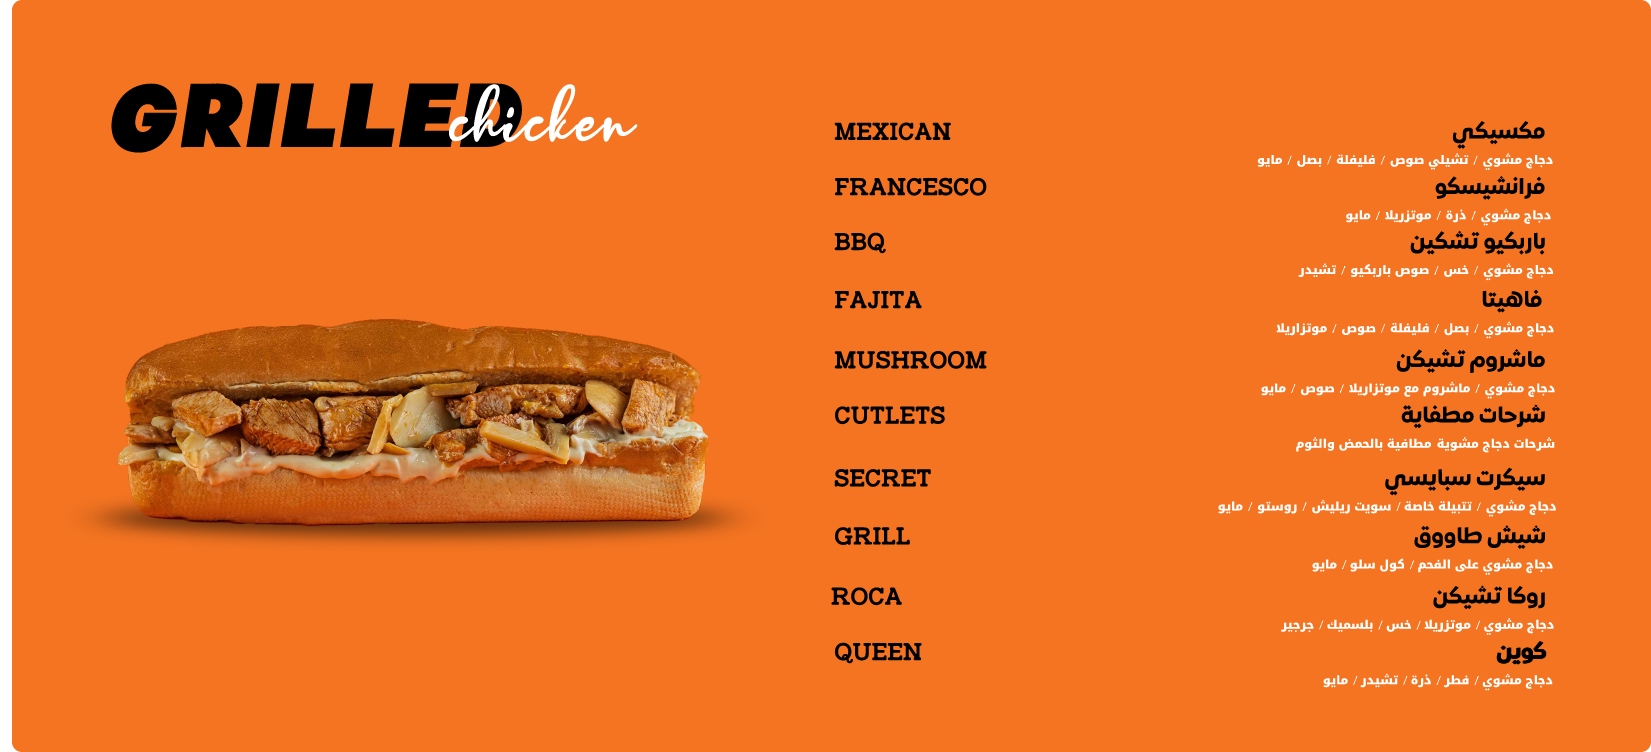 GRILLED chicken
MEXICAN مكسيكي
دجاج مشوي / تشيلي صوص / فليفلة / بصل / مايو
FRANCESCO فرانشيسكو
دجاج مشوي / ذرة / موتزريلا / مايو
BBQ باربكيو تشكين
دجاج مشوي / خس / صوص باربكيو / تشيدر
FAJITA فاهيتا
دجاج مشوي / بصل / فليفلة / صوص / موتزاريلا
MUSHROOM ماشروم تشيكن
دجاج مشوي / ماشروم مع موتزاريلا / صوص / مايو
CUTLETS شرحات مطفاية
شرحات دجاج مشوية مطافية بالحمض والثوم
SECRET سيكرت سبايسي
دجاج مشوي / تتبيلة خاصة / سويت ريليش / روستو / مايو
GRILL شيش طاووق
دجاج مشوي على الفحم / كول سلو / مايو
ROCA روكا تشيكن
دجاج مشوي / موتزريلا / خس / بلسميك / جرجير
QUEEN كوين
دجاج مشوي / فطر / ذرة / تشيدر / مايو